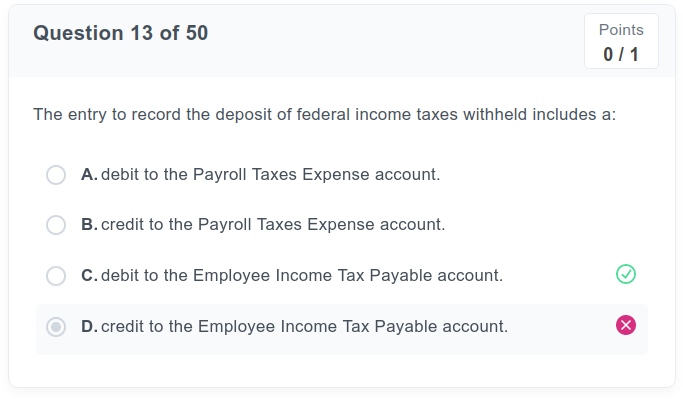 Question 13 of 50
Points
0 / 1
The entry to record the deposit of federal income taxes withheld includes a:
A. debit to the Payroll Taxes Expense account.
B. credit to the Payroll Taxes Expense account.
C. debit to the Employee Income Tax Payable account.
D. credit to the Employee Income Tax Payable account.